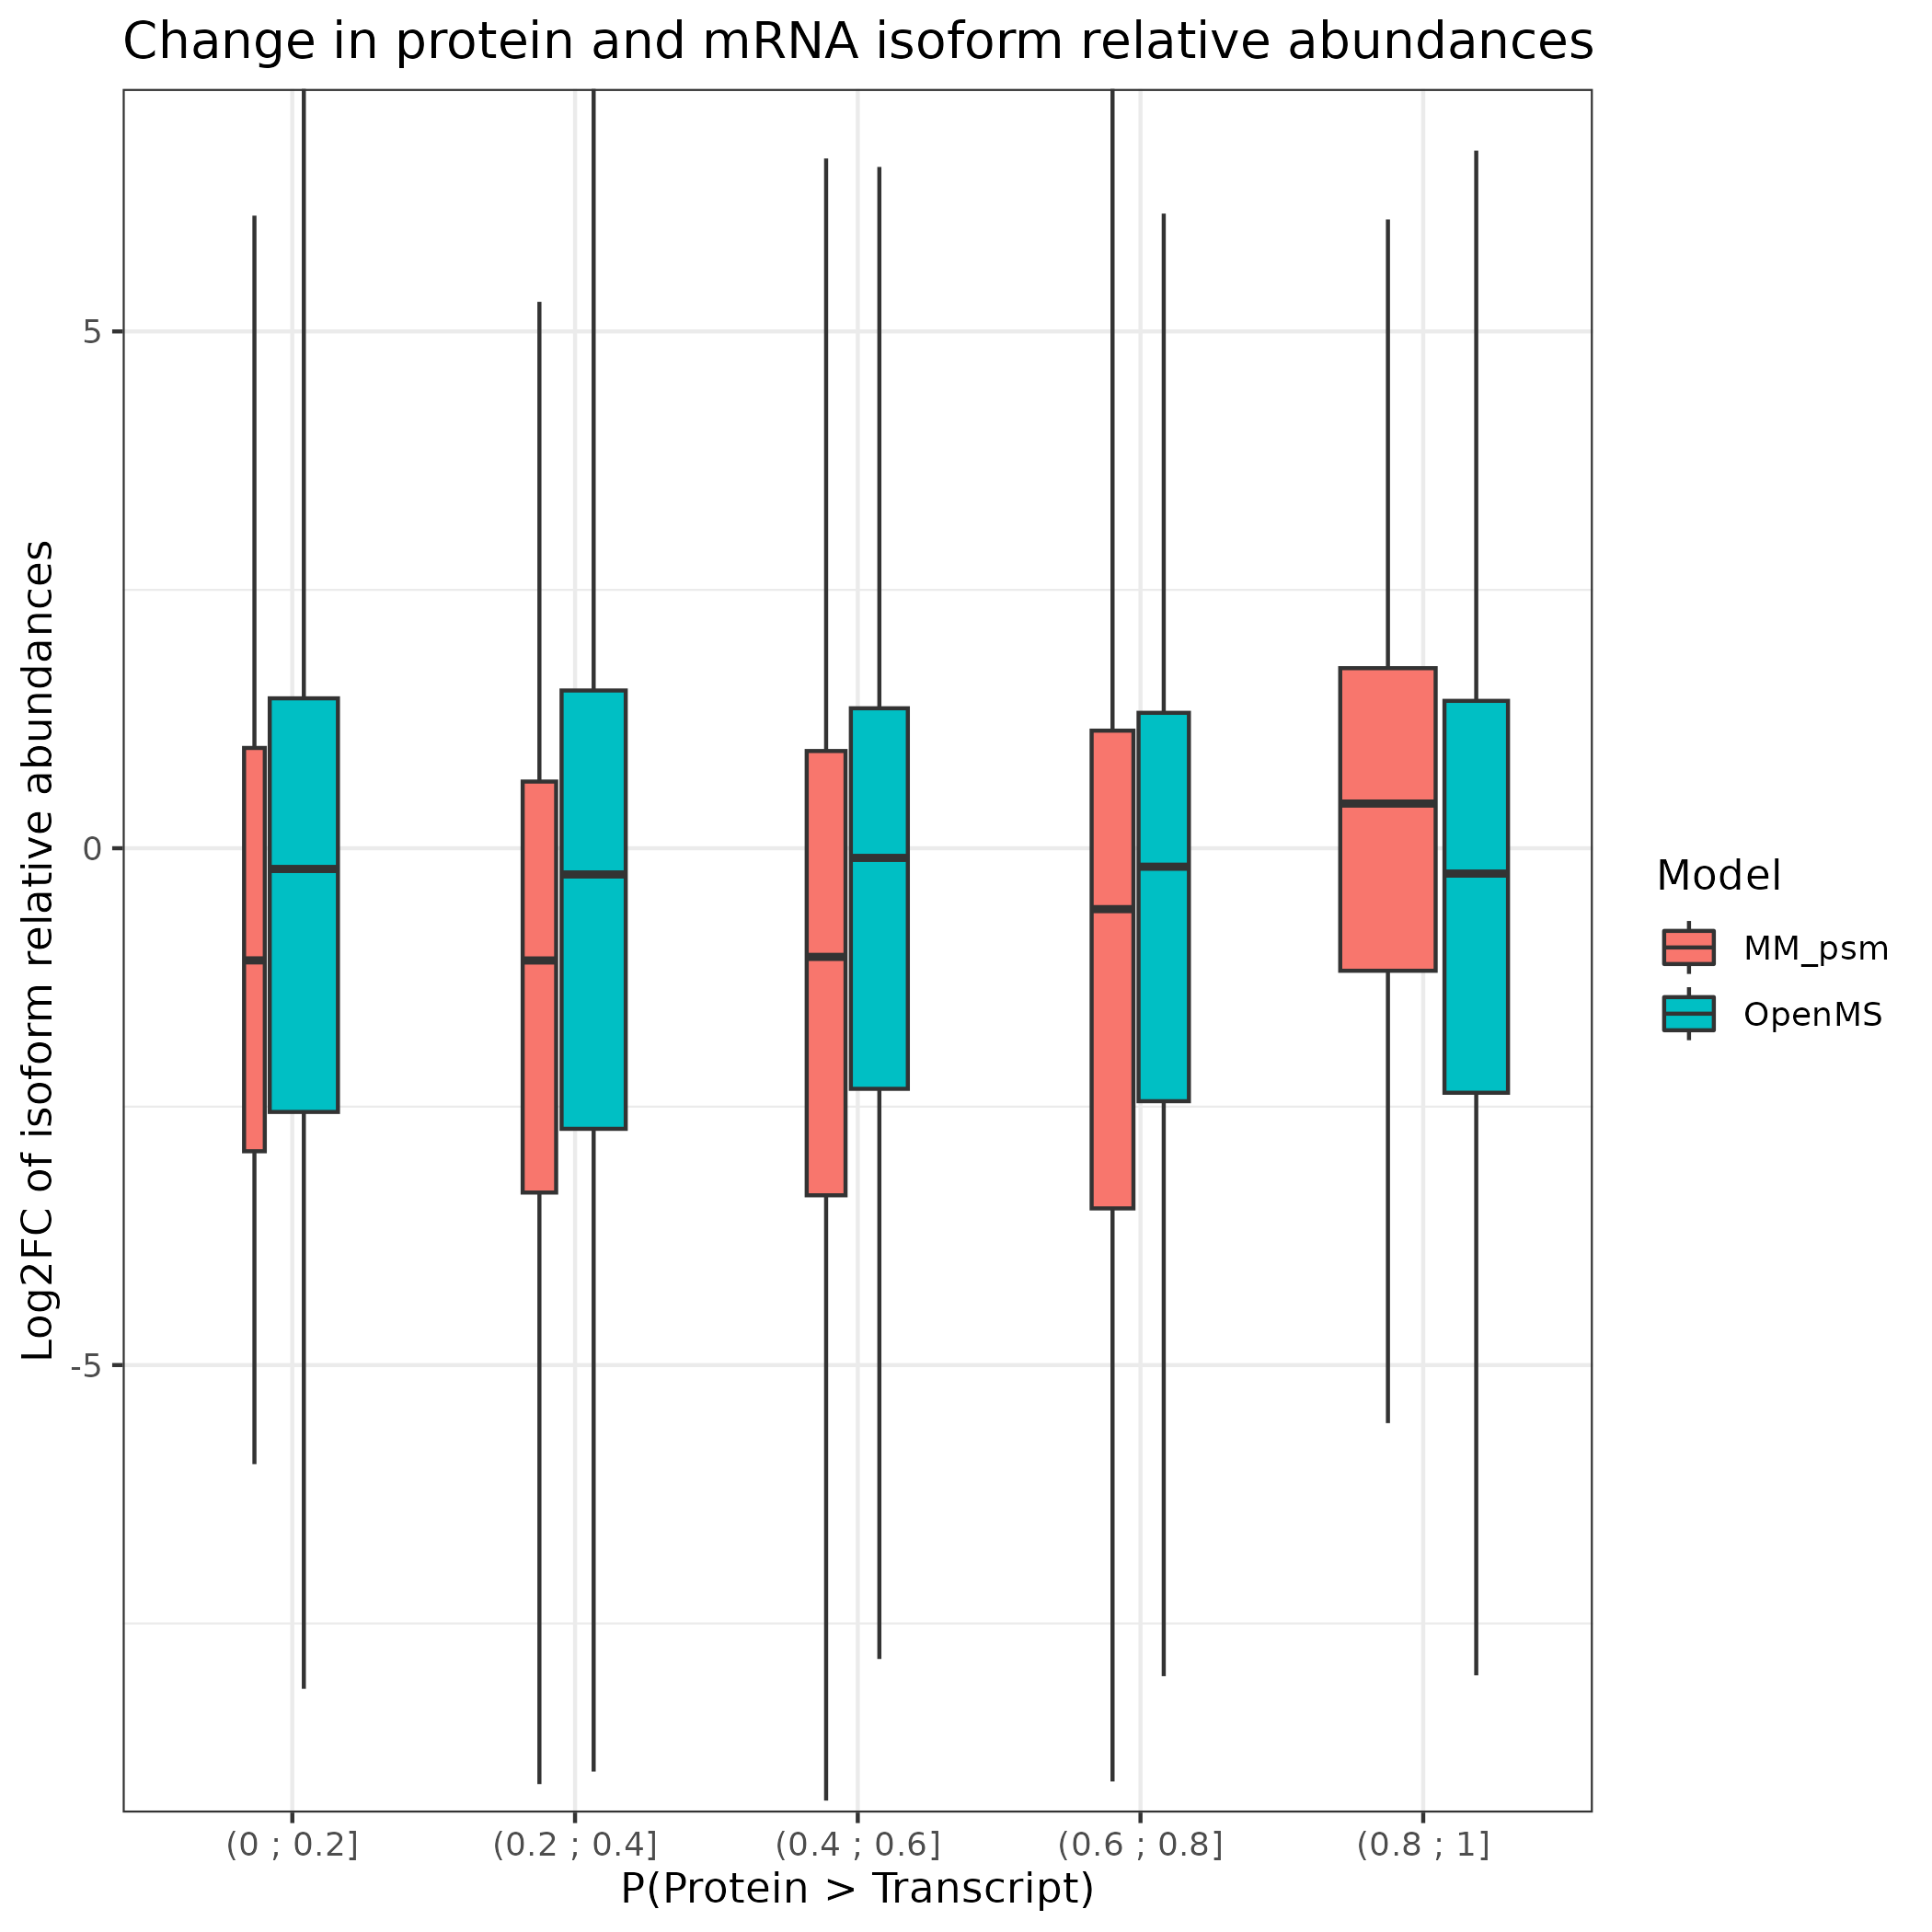 Change in protein and mRNA isoform relative abundances
Log2FC of isoform relative abundances
5
0
-5
(0 ; 0.2]
(0.2 ; 0.4]
(0.4 ; 0.6]
(0.6 ; 0.8]
(0.8 ; 1]
P(Protein > Transcript)
Model
MM_psm
OpenMS